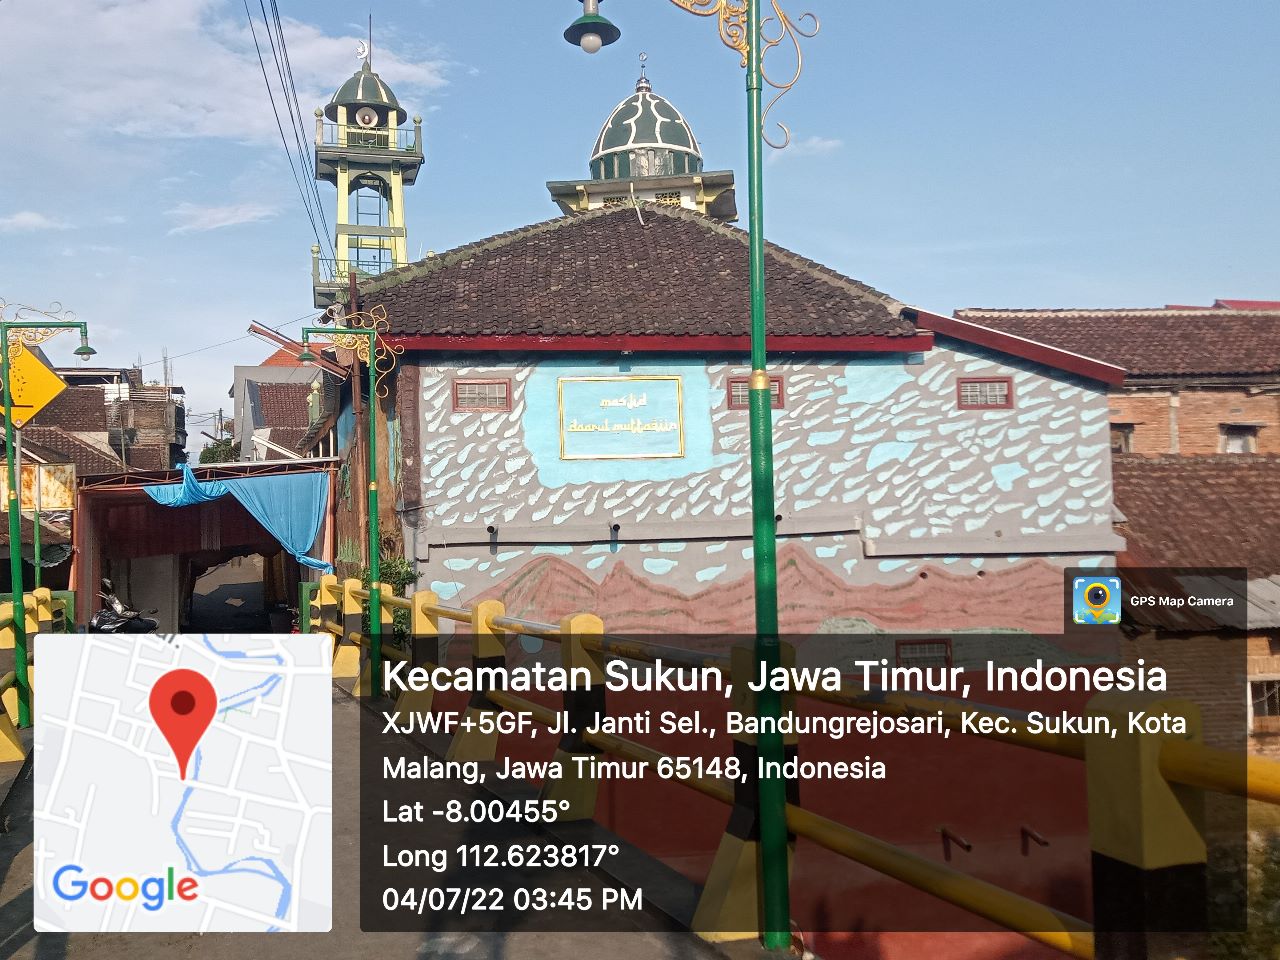 masjid
daarul muttaqiin
GPS Map Camera
Kecamatan Sukun, Jawa Timur, Indonesia
XJWF+5GF, Jl. Janti Sel., Bandungrejosari, Kec. Sukun, Kota
Malang, Jawa Timur 65148, Indonesia
Lat -8.00455°
Long 112.623817°
04/07/22 03:45 PM
Google